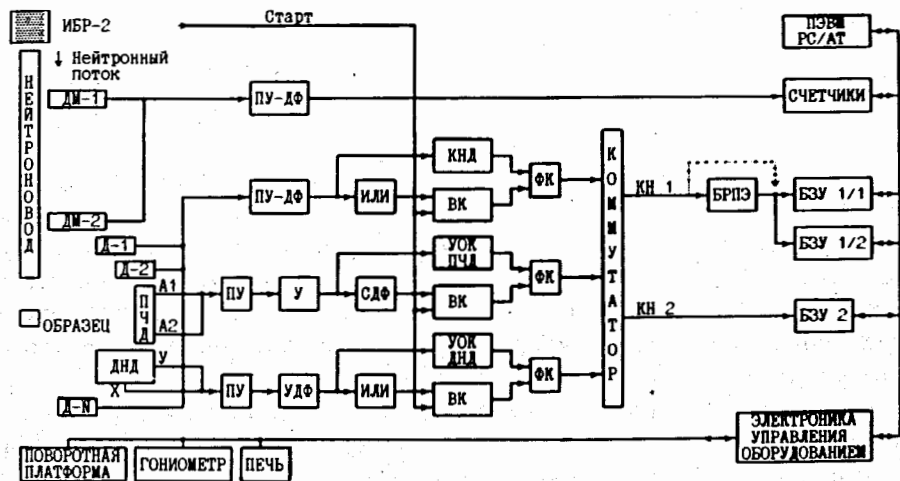 ИБР-2
Старт
ПЭВМ
PC/AT
↓ Нейтронный
поток
НЕЙТРОНОВОД
ДМ-1
ПУ-ДФ
СЧЕТЧИКИ
КНД
ФК
КОММУТАТОР
ПУ-ДФ
ИЛИ
ВК
КН 1
БРПЭ
БЗУ 1/1
ДМ-2
Д-1
БЗУ 1/2
Д-2
УОК
ПЧД
ФК
ПЧД
А1
А2
ПУ
У
СДФ
ВК
КН 2
БЗУ 2
ОБРАЗЕЦ
УОК
ДНД
ФК
ДНД
У
Х
ПУ
УДФ
ИЛИ
ВК
Д-N
ЭЛЕКТРОНИКА
УПРАВЛЕНИЯ
ОБОРУДОВАНИЕМ
ПОВОРОТНАЯ
ПЛАТФОРМА
ГОНИОМЕТР
ПЕЧЬ